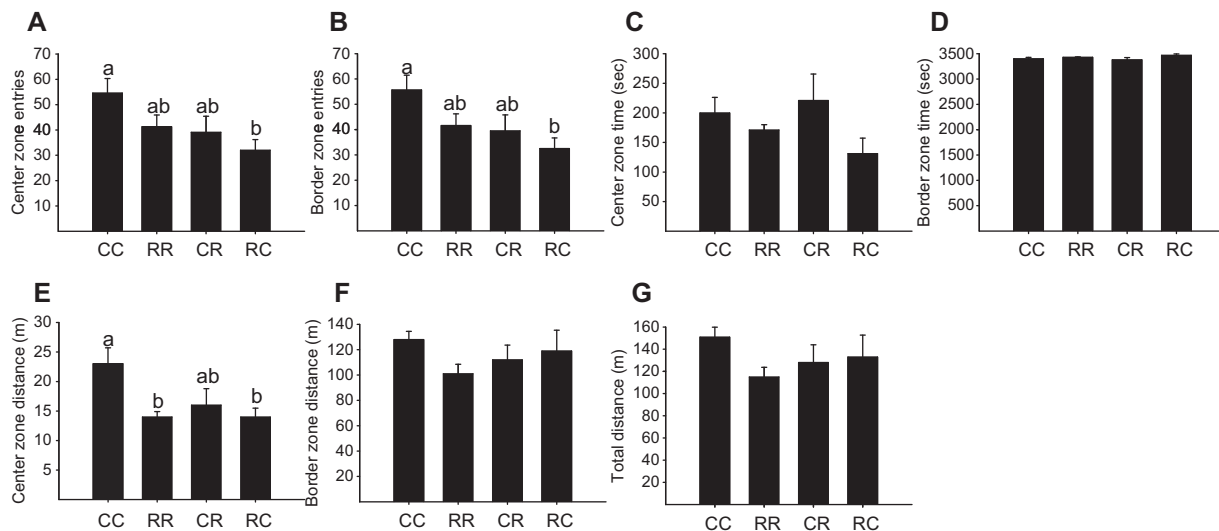 A
Center zone entries
70
60
50
40
30
20
10
a
ab
ab
b
CC RR CR RC
B
Border zone entries
70
60
50
40
30
20
10
a
ab
ab
b
CC RR CR RC
C
Center zone time (sec)
300
250
200
150
100
50
CC RR CR RC
D
Border zone time (sec)
3500
3000
2500
2000
1500
1000
500
CC RR CR RC
E
Center zone distance (m)
30
25
20
15
10
5
a
b
ab
b
CC RR CR RC
F
Border zone distance (m)
140
120
100
80
60
40
20
CC RR CR RC
G
Total distance (m)
160
140
120
100
80
60
40
20
CC RR CR RC